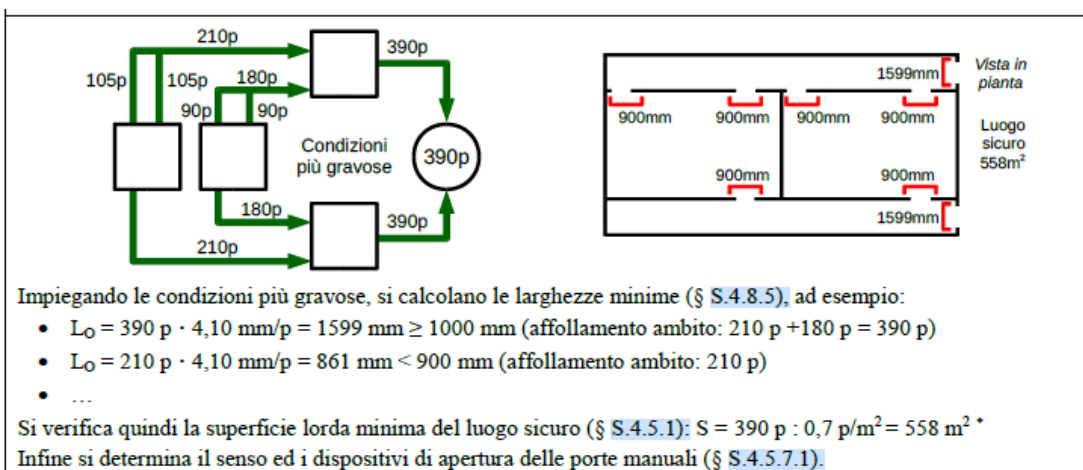 210p
390p
105p
105p
180p
90p
90p
Condizioni
più gravose
390p
180p
390p
210p
1599mm
Vista in
pianta
900mm
900mm
900mm
900mm
Luogo
sicuro
558m²
900mm
900mm
1599mm
Impiegando le condizioni più gravose, si calcolano le larghezze minime (§ S.4.8.5), ad esempio:
• LO = 390 p · 4,10 mm/p = 1599 mm ≥ 1000 mm (affollamento ambito: 210 p +180 p = 390 p)
• LO = 210 p · 4,10 mm/p = 861 mm < 900 mm (affollamento ambito: 210 p)
• …
Si verifica quindi la superficie lorda minima del luogo sicuro (§ S.4.5.1): S = 390 p : 0,7 p/m² = 558 m² *
Infine si determina il senso ed i dispositivi di apertura delle porte manuali (§ S.4.5.7.1).